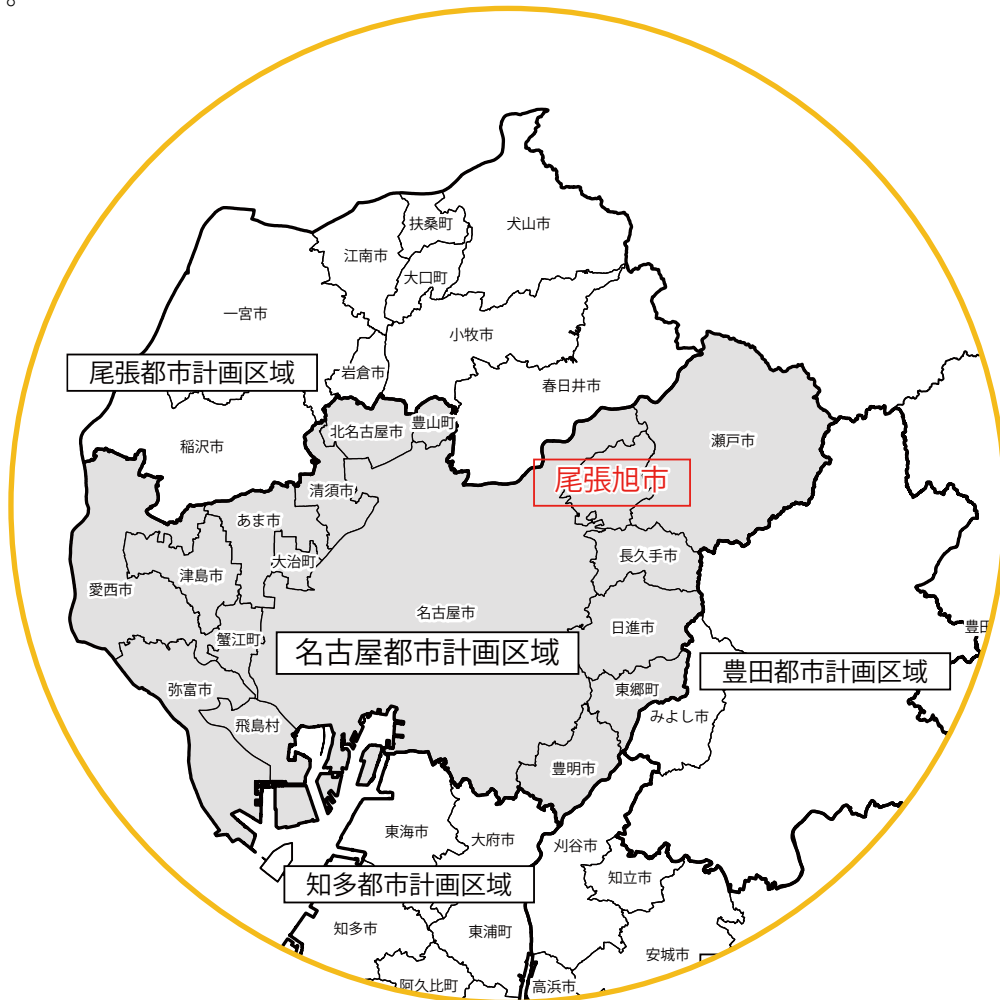 。
扶桑町
犬山市
江南市
大口町
一宮市
小牧市
尾張都市計画区域
岩倉市
春日井市
豊山町
北名古屋市
瀬戸市
稲沢市
尾張旭市
清須市
あま市
長久手市
大治町
津島市
愛西市
名古屋市
日進市
蟹江町
名古屋都市計画区域
豊田都市計画区域
弥富市
東郷町
みよし市
飛島村
豊明市
東海市
大府市
刈谷市
知立市
知多都市計画区域
知多市
東浦町
安城市
阿久比町
高浜市